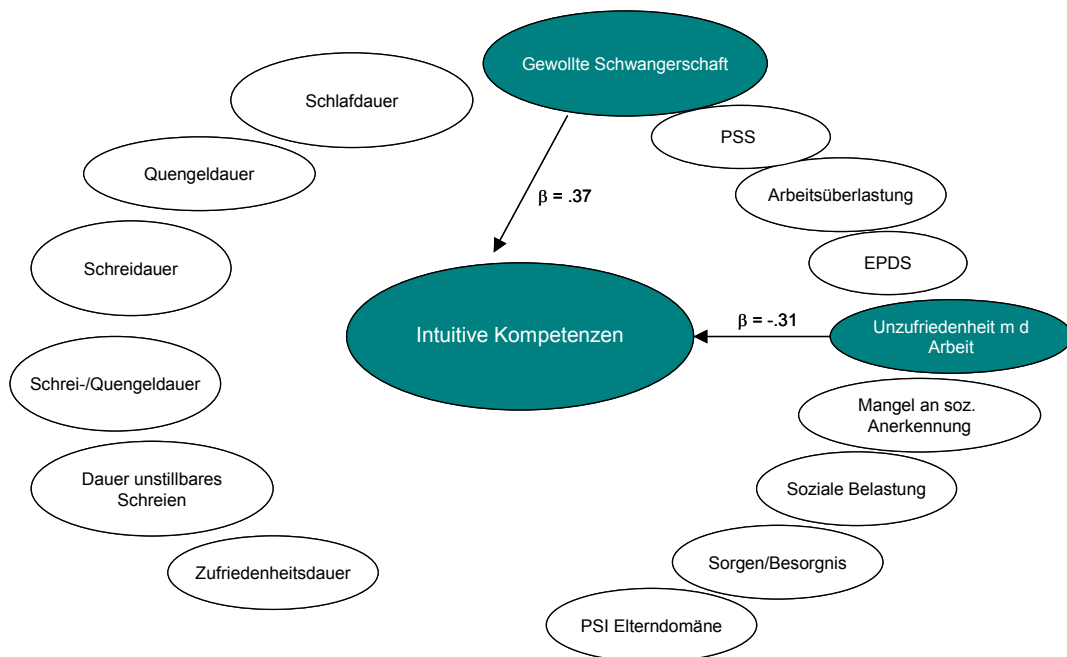 Gewollte Schwangerschaft
Schlafdauer
PSS
Quengeldauer
β = .37
Arbeitsüberlastung
Schreidauer
EPDS
Intuitive Kompetenzen
β = -.31
Unzufriedenheit m d
Arbeit
Schrei-/Quengeldauer
Mangel an soz.
Anerkennung
Dauer unstillbares
Schreien
Soziale Belastung
Zufriedenheitsdauer
Sorgen/Besorgnis
PSI Elterndomäne